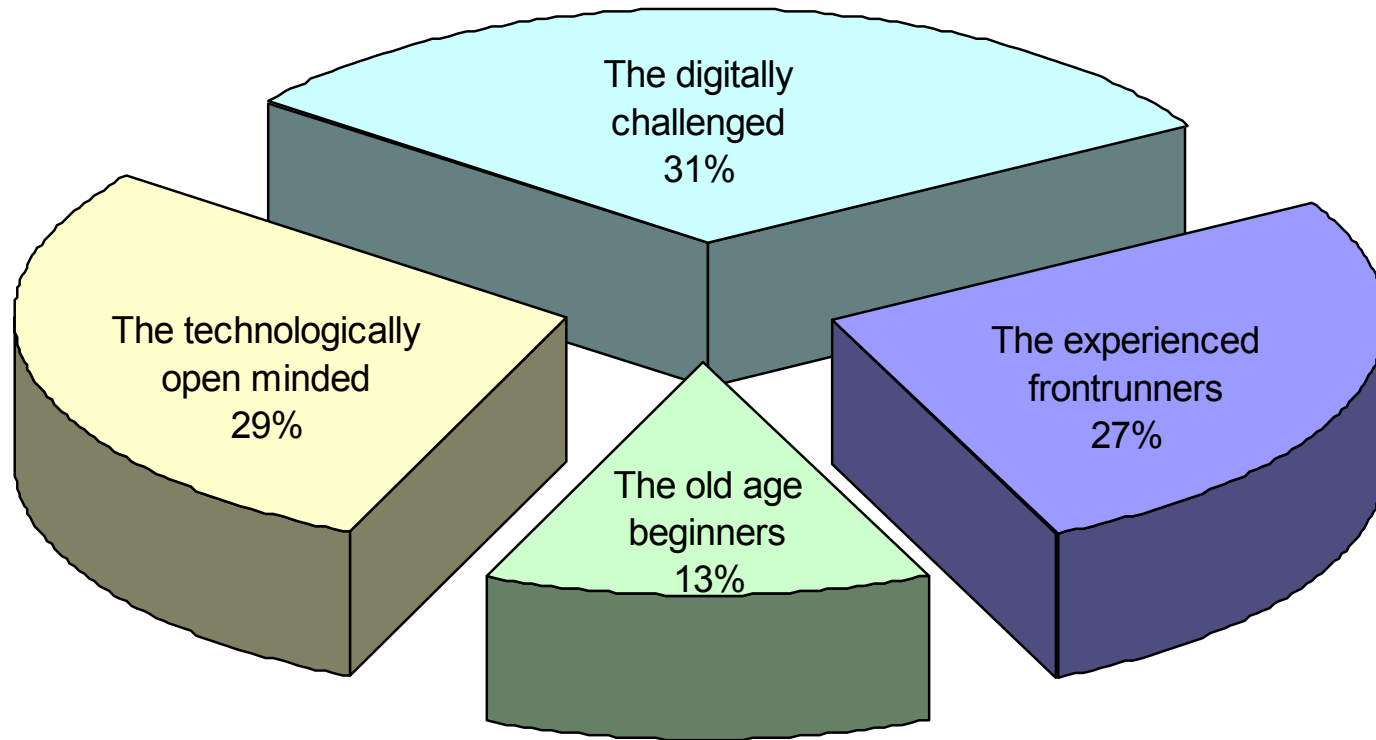 The digitally
challenged
31%
The technologically
open minded
29%
The experienced
frontrunners
27%
The old age
beginners
13%